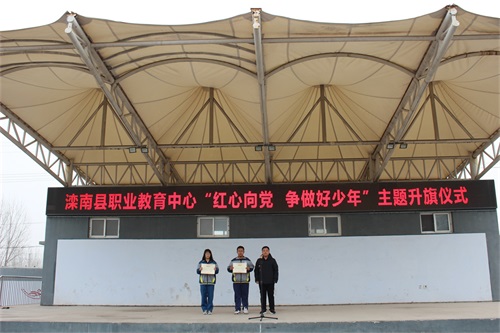 滦南县职业教育中心“红心向党 争做好少年”主题升旗仪式